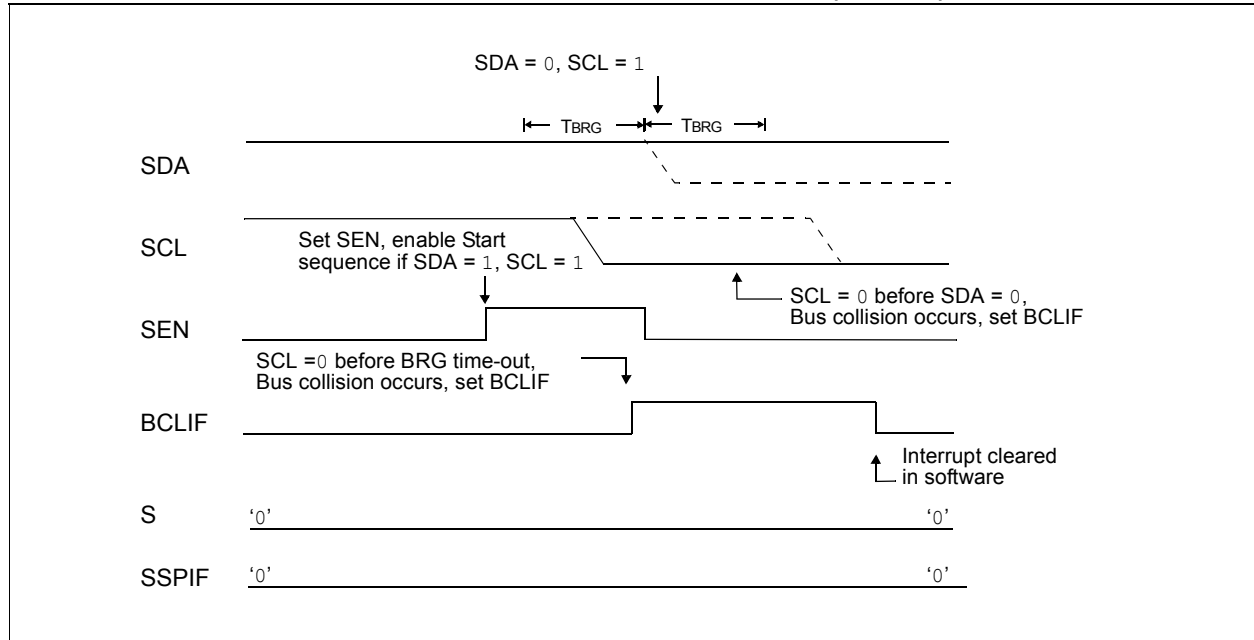 SDA = 0, SCL = 1
TBRG TBRG
SDA
SCL
Set SEN, enable Start
sequence if SDA = 1, SCL = 1
SCL = 0 before SDA = 0,
Bus collision occurs, set BCLIF
SEN
SCL =0 before BRG time-out,
Bus collision occurs, set BCLIF
BCLIF
Interrupt cleared
in software
S ‘0’ ‘0’
SSPIF ‘0’ ‘0’